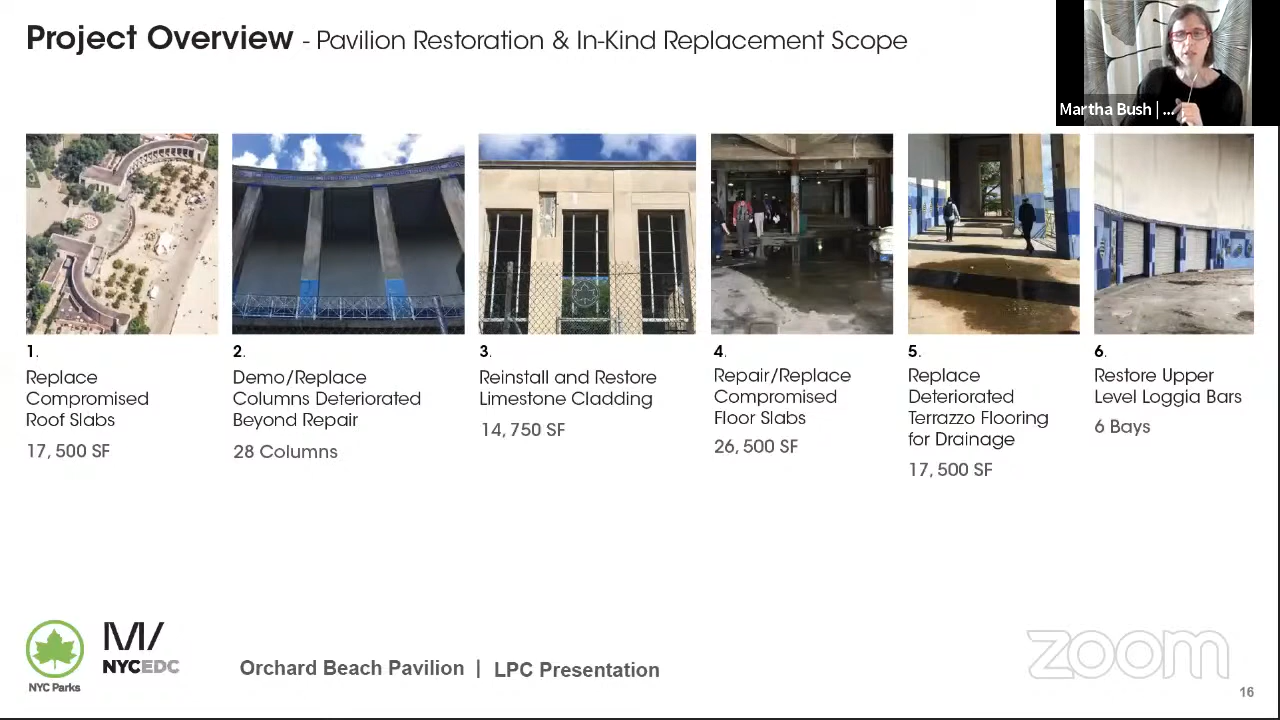 Project Overview - Pavilion Restoration & In-Kind Replacement Scope
Martha Bush | ...
1.
Replace
Compromised
Roof Slabs
17,500 SF
2.
Demo/Replace
Columns Deteriorated
Beyond Repair
28 Columns
3.
Reinstall and Restore
Limestone Cladding
14,750 SF
4.
Repair/Replace
Compromised
Floor Slabs
26,500 SF
5.
Replace
Deteriorated
Terrazzo Flooring
for Drainage
17,500 SF
6.
Restore Upper
Level Loggia Bars
6 Bays
NYC Parks
M/
NYCEDC
Orchard Beach Pavilion | LPC Presentation
zoom
16